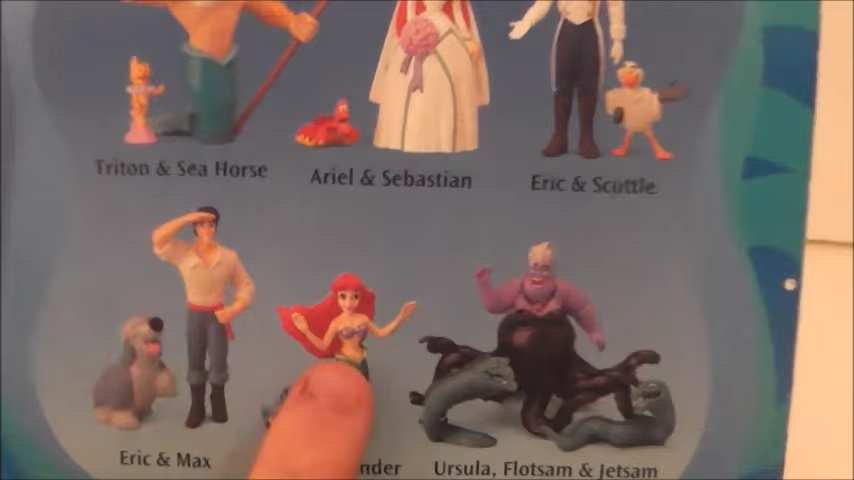 Triton & Sea Horse
Ariel & Sebastian
Eric & Scuttle
Eric & Max
nder
Ursula, Flotsam & Jetsam